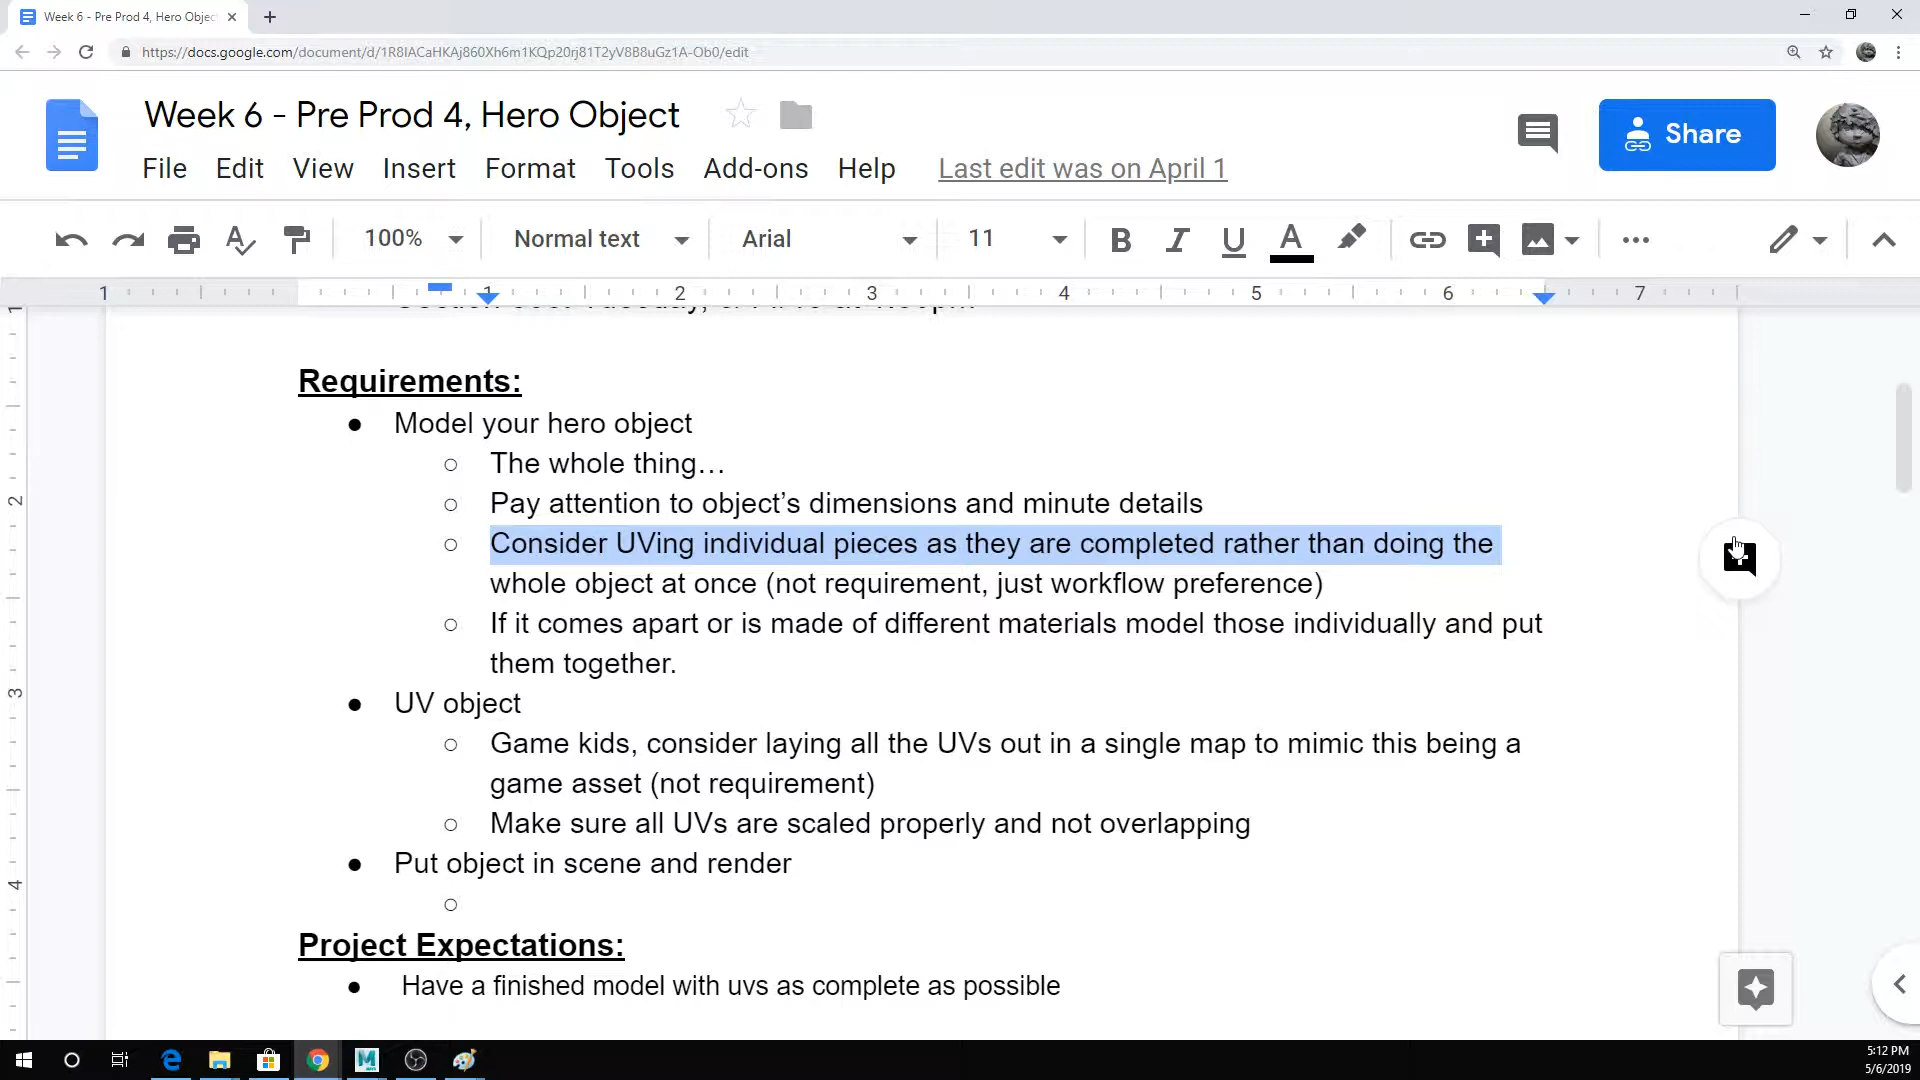 Week 6 - Pre Prod 4, Hero Objec
https://docs.google.com/document/d/1R8IACaHKAj860Xh6m1KQp20rj81T2yV8B8uGz1A-Ob0/edit
Week 6 - Pre Prod 4, Hero Object
Share
File Edit View Insert Format Tools Add-ons Help Last edit was on April 1
100% Normal text Arial 11 B I U A
1 1 2 3 4 5 6 7
Requirements:
● Model your hero object
○ The whole thing…
○ Pay attention to object’s dimensions and minute details
○ Consider UVing individual pieces as they are completed rather than doing the
whole object at once (not requirement, just workflow preference)
○ If it comes apart or is made of different materials model those individually and put
them together.
● UV object
○ Game kids, consider laying all the UVs out in a single map to mimic this being a
game asset (not requirement)
○ Make sure all UVs are scaled properly and not overlapping
● Put object in scene and render
○
Project Expectations:
● Have a finished model with uvs as complete as possible
2
3
4
5:12 PM
5/6/2019